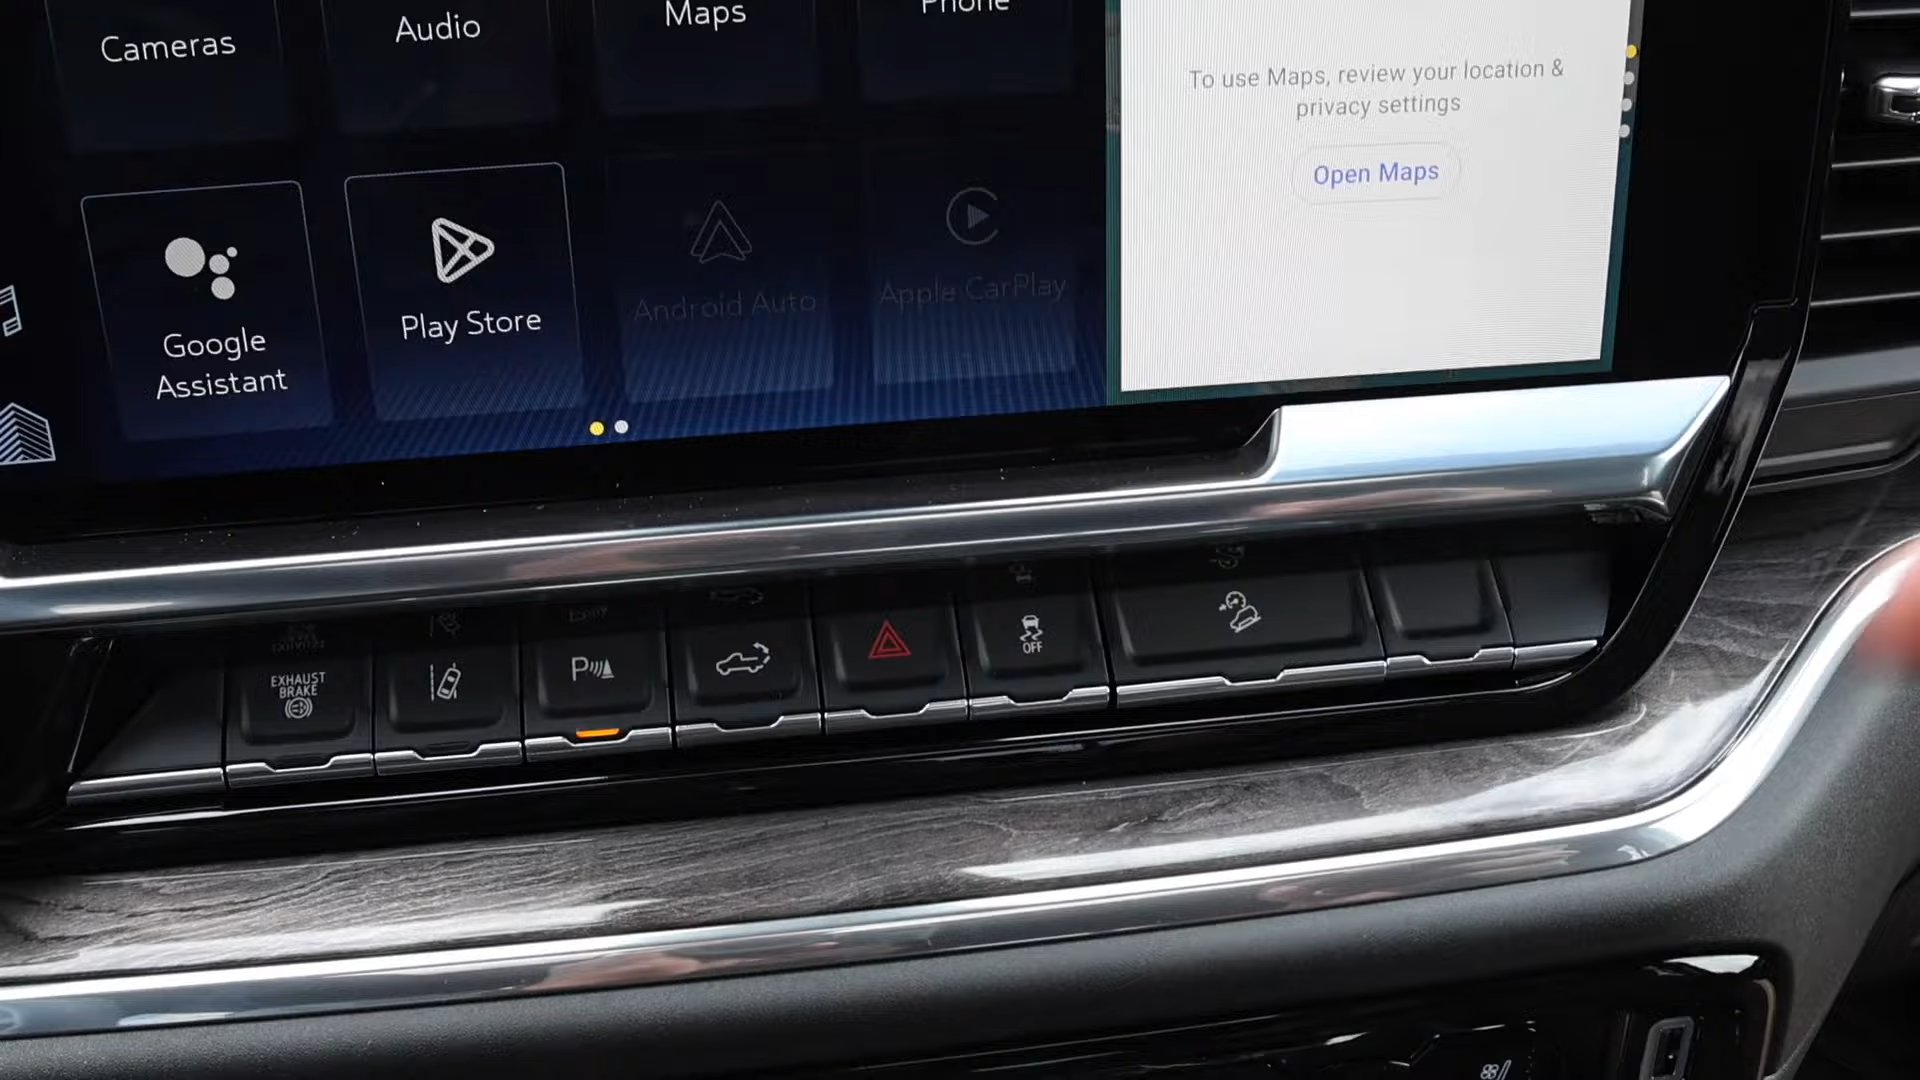 Cameras
Audio
Maps
Phone
To use Maps, review your location &
privacy settings
Open Maps
Google
Assistant
Play Store
Android Auto
Apple CarPlay
EXHAUST
BRAKE
P
OFF